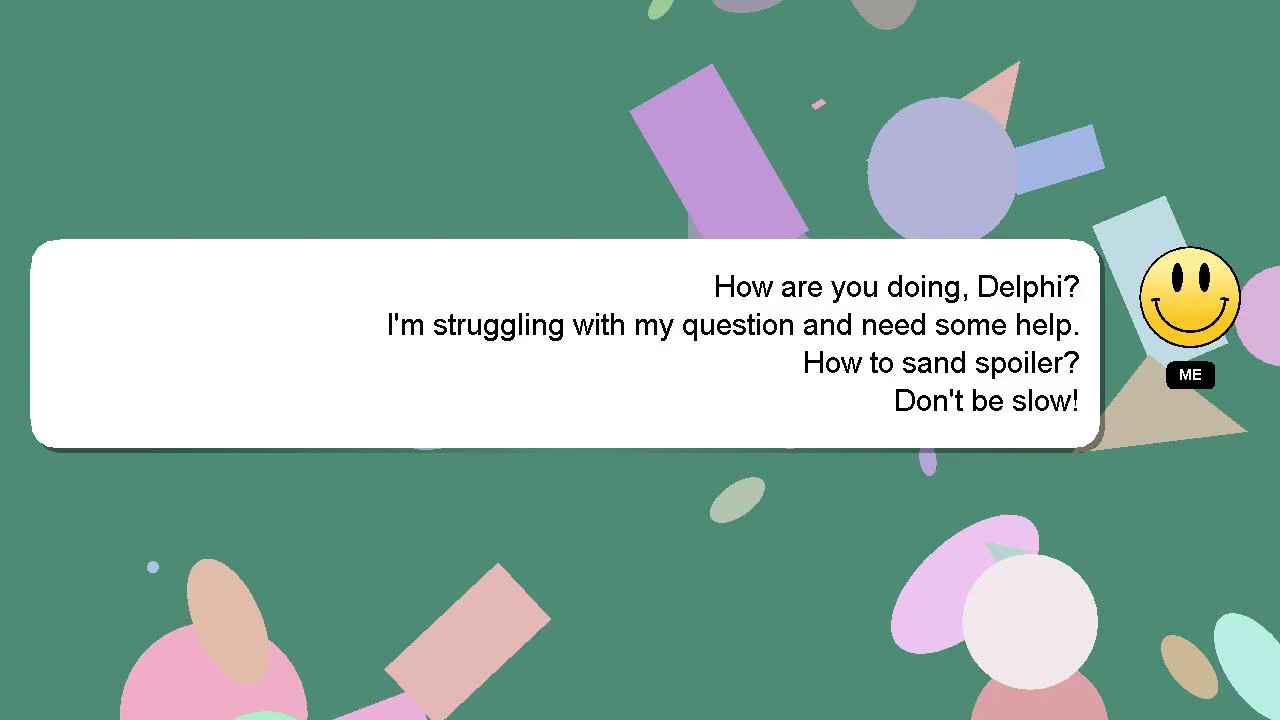 How are you doing, Delphi?
I'm struggling with my question and need some help.
How to sand spoiler?
Don't be slow!
ME